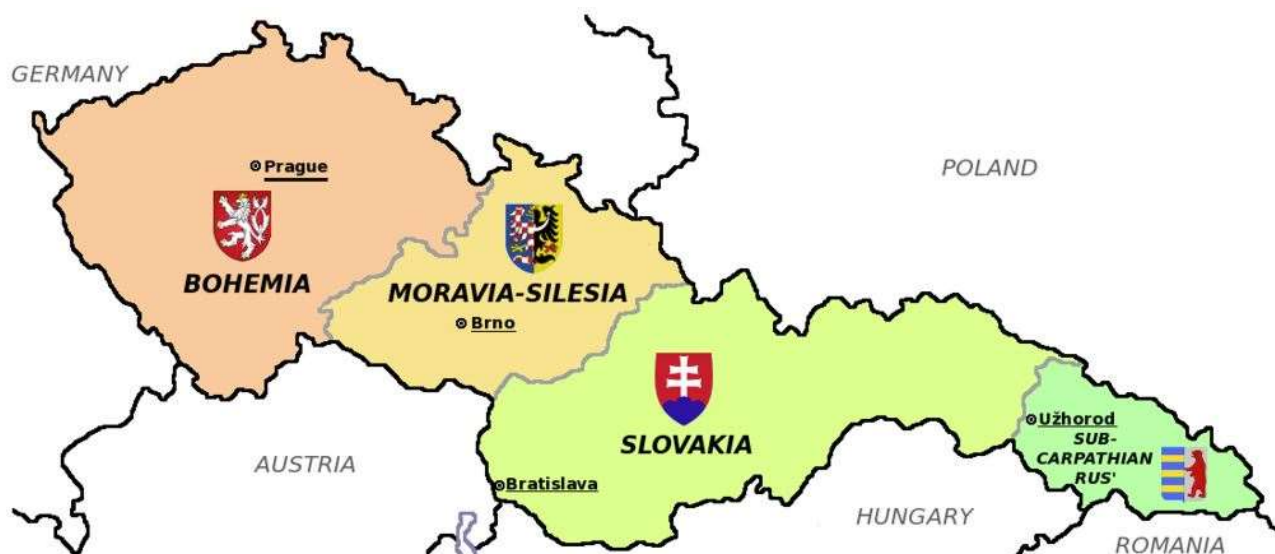 GERMANY
Prague
POLAND
BOHEMIA
MORAVIA-SILESIA
Brno
Užhorod
SLOVAKIA
SUB-
CARPATHIAN
RUS'
AUSTRIA
Bratislava
HUNGARY
ROMANIA